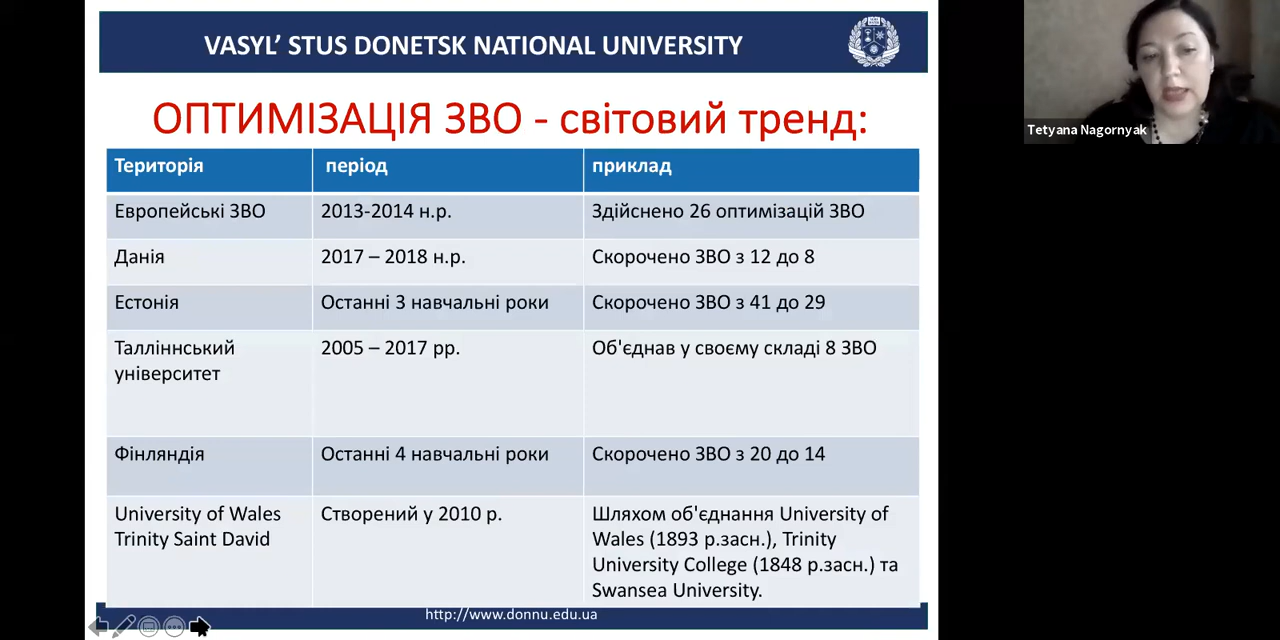 VASYL’ STUS DONETSK NATIONAL UNIVERSITY
ОПТИМІЗАЦІЯ ЗВО - світовий тренд:
Територія період приклад
Европейські ЗВО 2013-2014 н.р. Здійснено 26 оптимізацій ЗВО
Данія 2017 – 2018 н.р. Скорочено ЗВО з 12 до 8
Естонія Останні 3 навчальні роки Скорочено ЗВО з 41 до 29
Талліннський 2005 – 2017 рр. Об'єднав у своєму складі 8 ЗВО
університет
Фінляндія Останні 4 навчальні роки Скорочено ЗВО з 20 до 14
University of Wales Створений у 2010 р. Шляхом об'єднання University of
Trinity Saint David Wales (1893 р.засн.), Trinity
University College (1848 р.засн.) та
Swansea University.
http://www.donnu.edu.ua
Tetyana Nagornyak